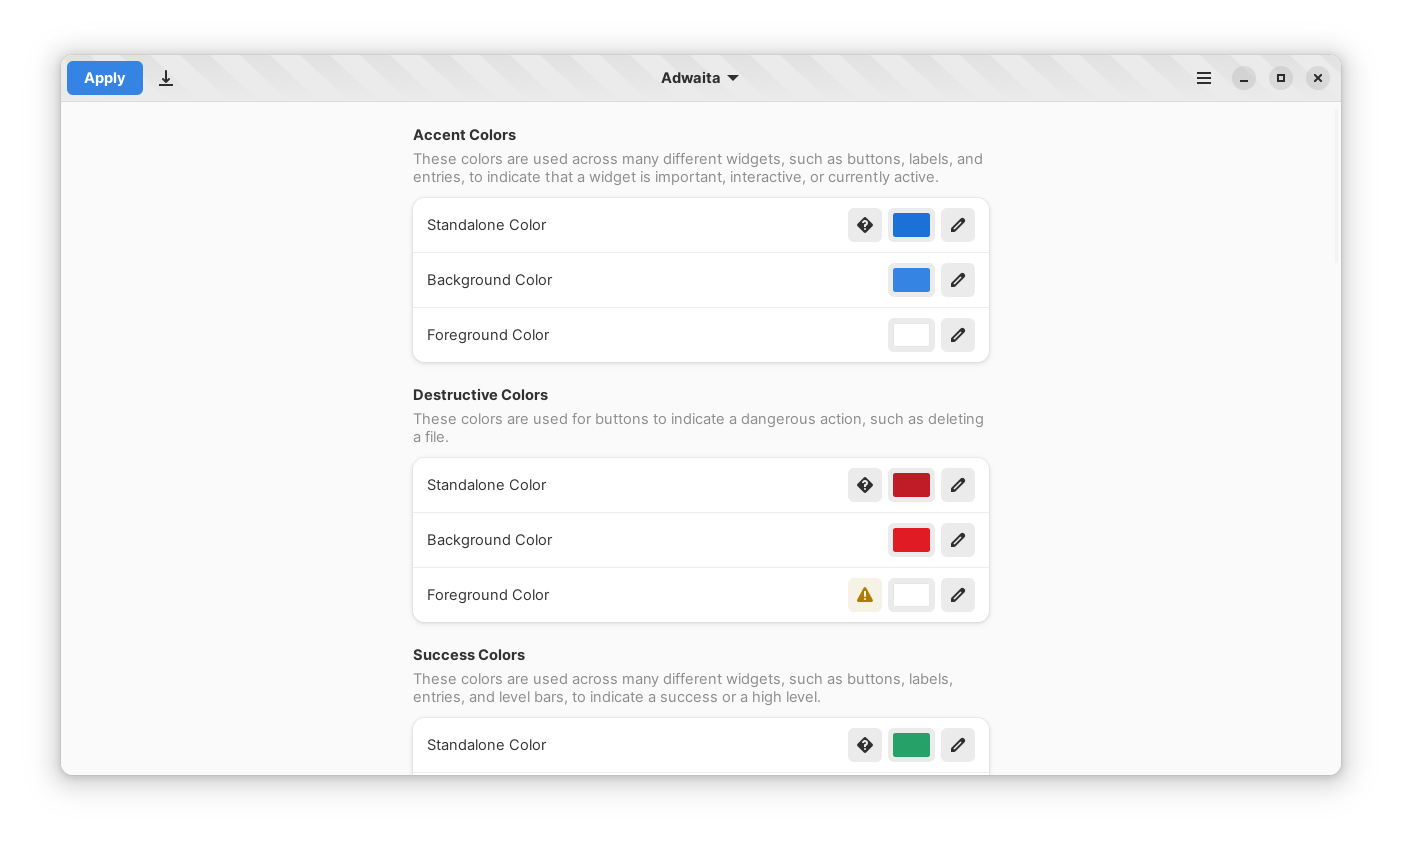 Apply
Adwaita
Accent Colors
These colors are used across many different widgets, such as buttons, labels, and
entries, to indicate that a widget is important, interactive, or currently active.
Standalone Color
Background Color
Foreground Color
Destructive Colors
These colors are used for buttons to indicate a dangerous action, such as deleting
a file.
Standalone Color
Background Color
Foreground Color
Success Colors
These colors are used across many different widgets, such as buttons, labels,
entries, and level bars, to indicate a success or a high level.
Standalone Color